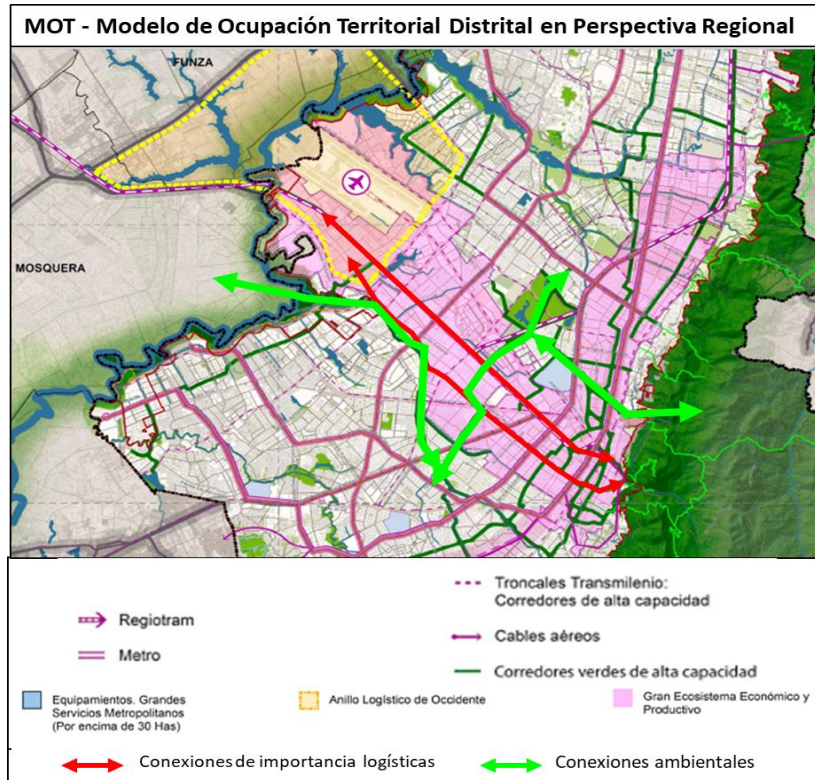 MOT - Modelo de Ocupación Territorial Distrital en Perspectiva Regional
FUNZA
MOSQUERA
Regiotram
Metro
Troncales Transmilenio:
Corredores de alta capacidad
Cables aéreos
Corredores verdes de alta capacidad
Equipamientos. Grandes
Servicios Metropolitanos
(Por encima de 30 Has)
Anillo Logístico de Occidente
Gran Ecosistema Económico y
Productivo
Conexiones de importancia logísticas
Conexiones ambientales